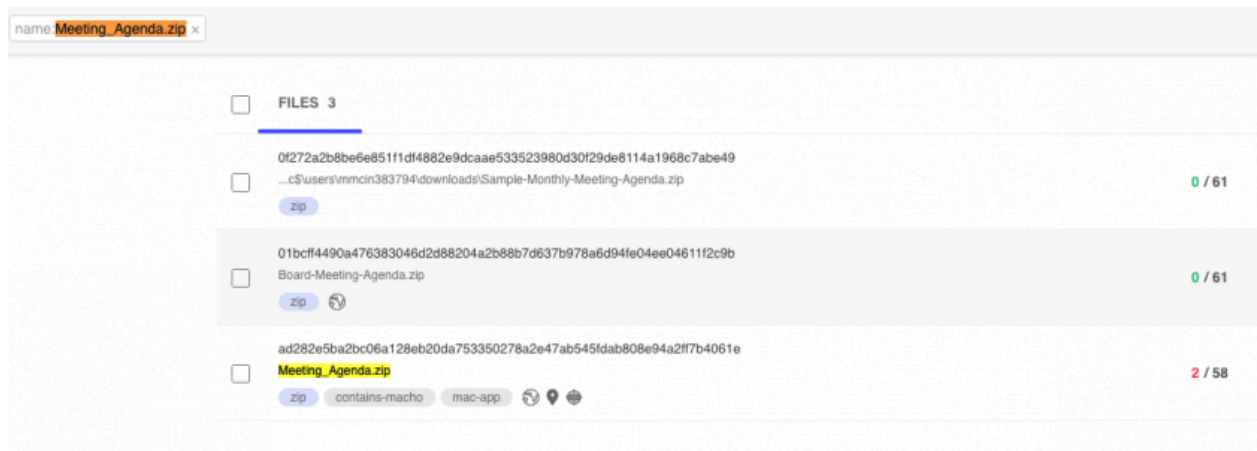 name:Meeting_Agenda.zip ×
FILES 3
0f272a2b8be6e851f1df4882e9dcaae533523980d30f29de8114a1968c7abe49
...c$\users\mmcin383794\downloads\Sample-Monthly-Meeting-Agenda.zip
0 / 61
zip
01bcff4490a476383046d2d88204a2b88b7d637b978a6d94fe04ee04611f2c9b
Board-Meeting-Agenda.zip
0 / 61
zip
ad282e5ba2bc06a128eb20da753350278a2e47ab545fdab808e94a2ff7b4061e
Meeting_Agenda.zip
2 / 58
zip contains-macho mac-app